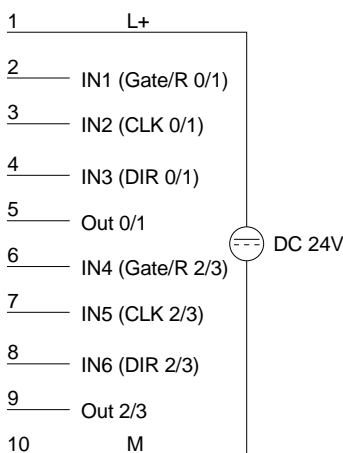 1 L+
2 IN1 (Gate/R 0/1)
3 IN2 (CLK 0/1)
4 IN3 (DIR 0/1)
5 Out 0/1
DC 24V
6 IN4 (Gate/R 2/3)
7 IN5 (CLK 2/3)
8 IN6 (DIR 2/3)
9 Out 2/3
10 M